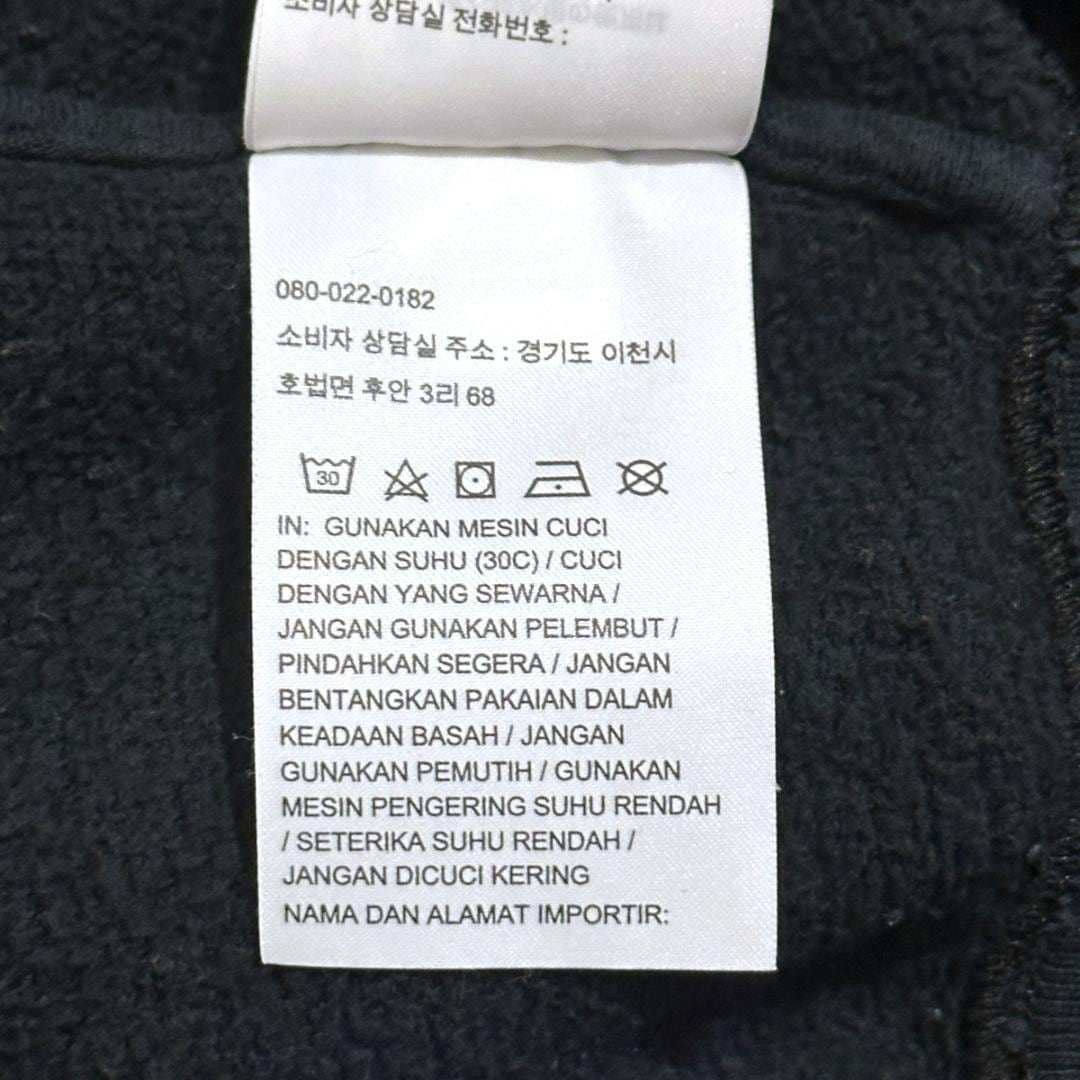 소비자 상담실 전화번호 :
080-022-0182
소비자 상담실 주소 : 경기도 이천시
호법면 후안 3리 68
30
IN: GUNAKAN MESIN CUCI
DENGAN SUHU (30C) / CUCI
DENGAN YANG SEWARNA /
JANGAN GUNAKAN PELEMBUT /
PINDAHKAN SEGERA / JANGAN
BENTANGKAN PAKAIAN DALAM
KEADAAN BASAH / JANGAN
GUNAKAN PEMUTIH / GUNAKAN
MESIN PENGERING SUHU RENDAH
/ SETERIKA SUHU RENDAH /
JANGAN DICUCI KERING
NAMA DAN ALAMAT IMPORTIR: